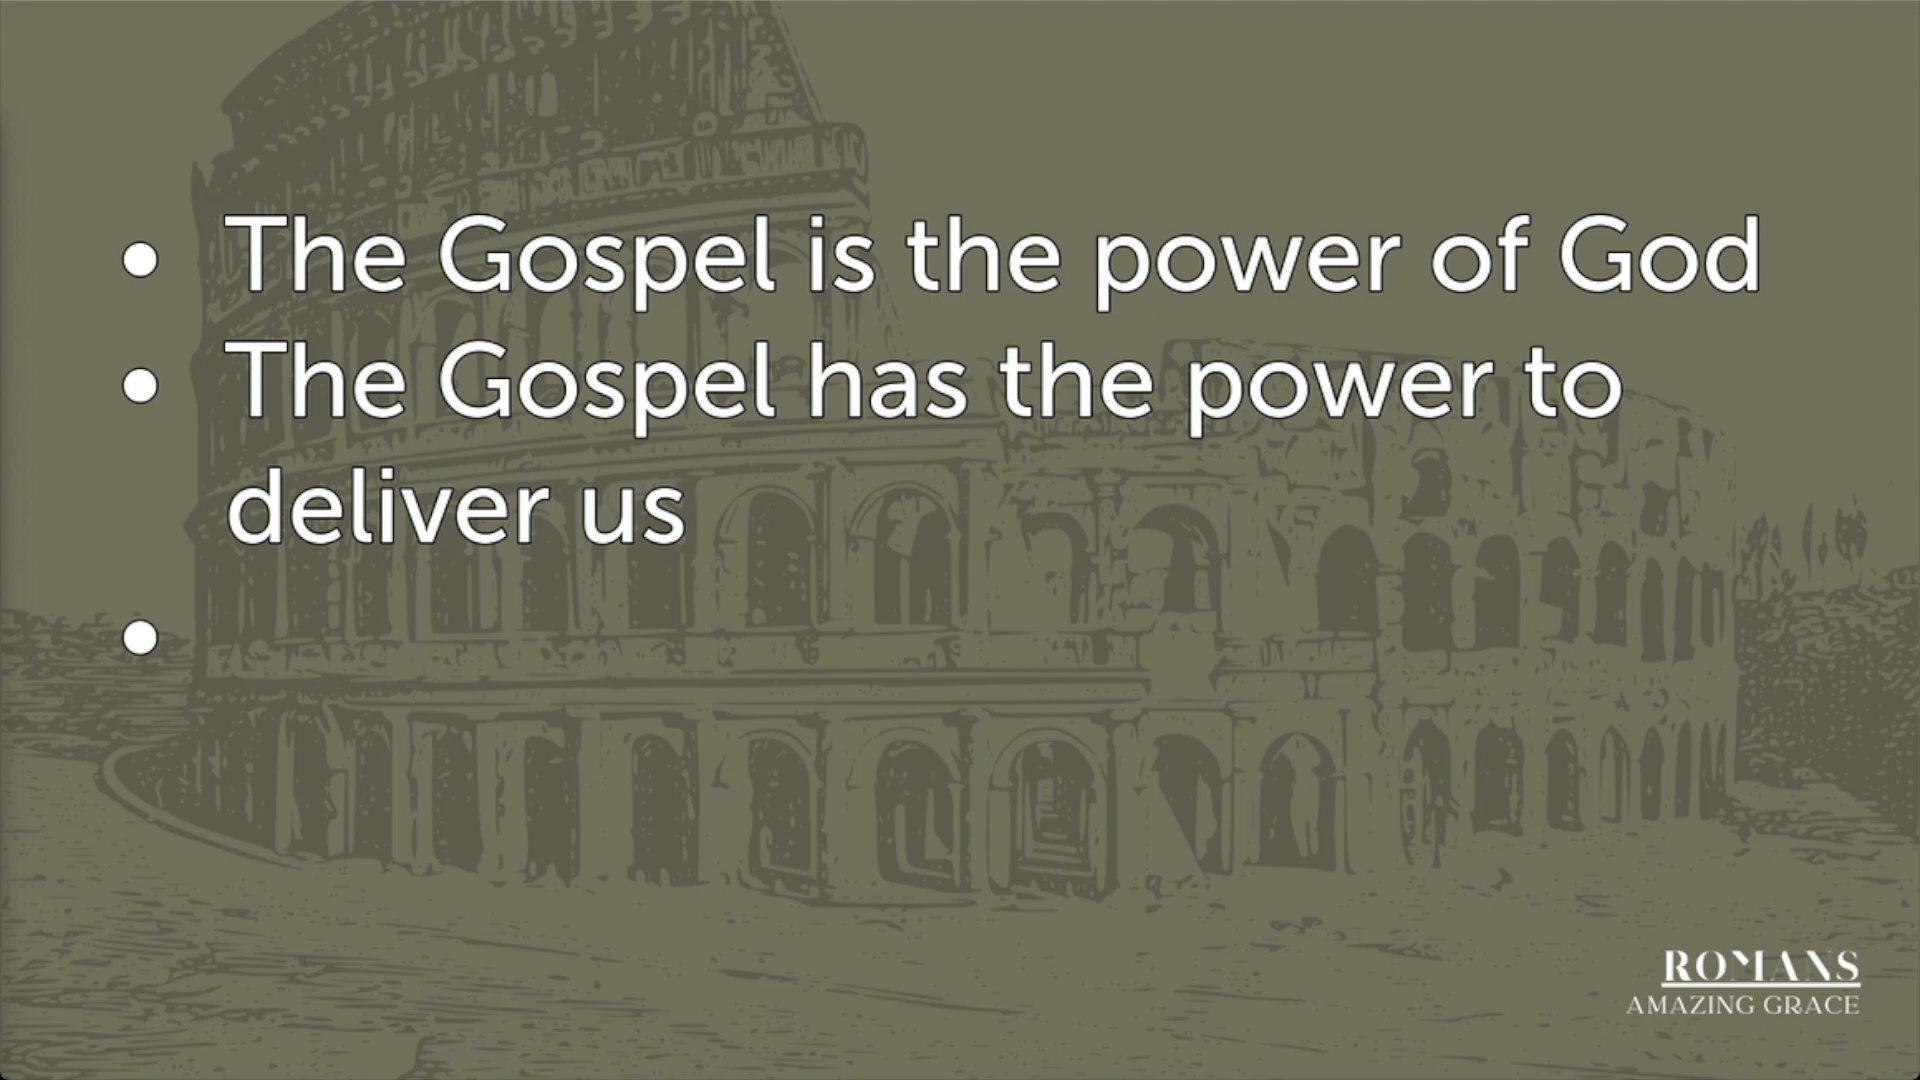 • The Gospel is the power of God
• The Gospel has the power to
deliver us
•
ROMANS
AMAZING GRACE